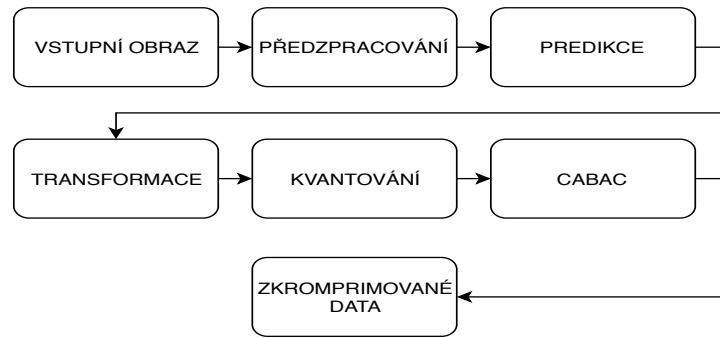 VSTUPNÍ OBRAZ
PŘEDZPRACOVÁNÍ
PREDIKCE
TRANSFORMACE
KVANTOVÁNÍ
CABAC
ZKROMPRIMOVANÉ
DATA